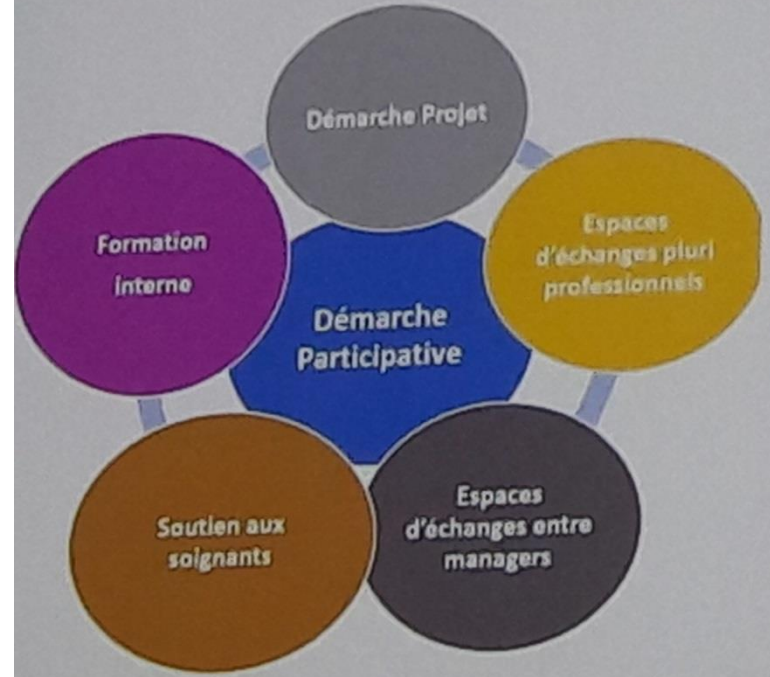 Démarche Projet
Espaces
d'échanges pluri
professionnels
Formation
interne
Démarche
Participative
Espaces
d'échanges entre
managers
Soutien aux
soignants